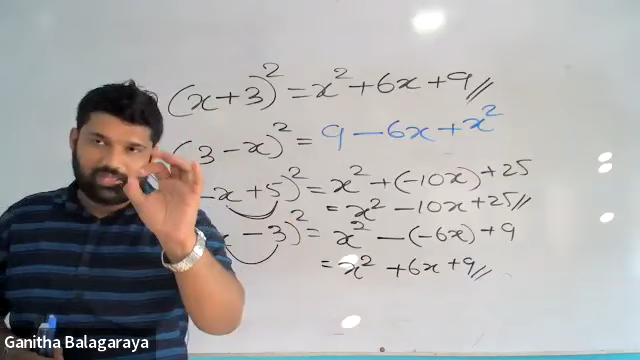 (x+3)² = x²+6x+9//
(3-x)² = 9-6x+x²
-x+5)² = x²+(-10x)+25
= x²-10x+25//
x-3)² = x²-(-6x)+9
= x²+6x+9//
Ganitha Balagaraya